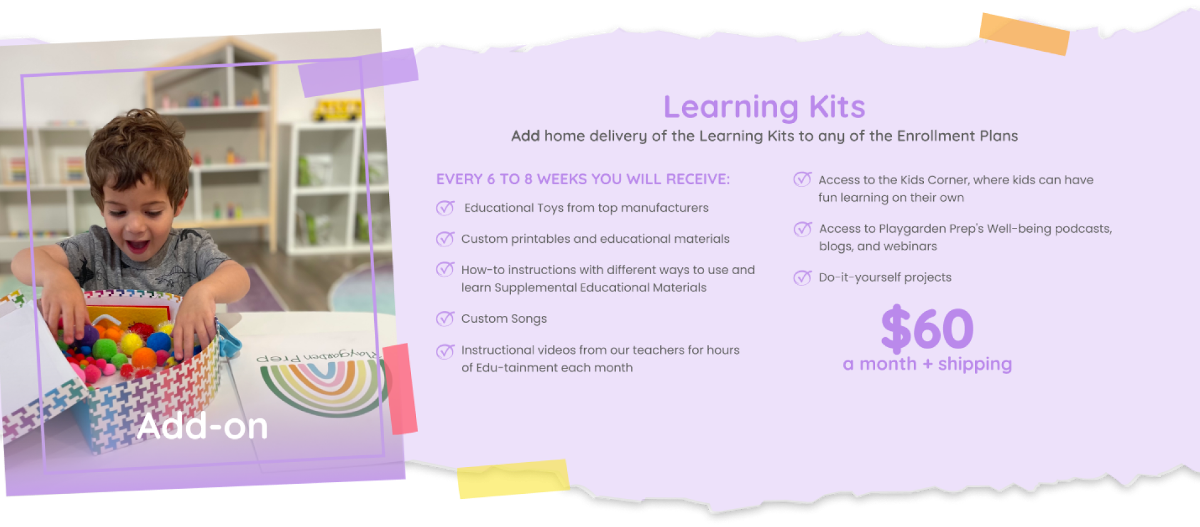 Learning Kits
Add home delivery of the Learning Kits to any of the Enrollment Plans
EVERY 6 TO 8 WEEKS YOU WILL RECEIVE:
Educational Toys from top manufacturers
Custom printables and educational materials
How-to instructions with different ways to use and
learn Supplemental Educational Materials
Custom Songs
Instructional videos from our teachers for hours
of Edu-tainment each month
Access to the Kids Corner, where kids can have
fun learning on their own
Access to Playgarden Prep's Well-being podcasts,
blogs, and webinars
Do-it-yourself projects
$60
a month + shipping
Playgarden Prep
Add-on